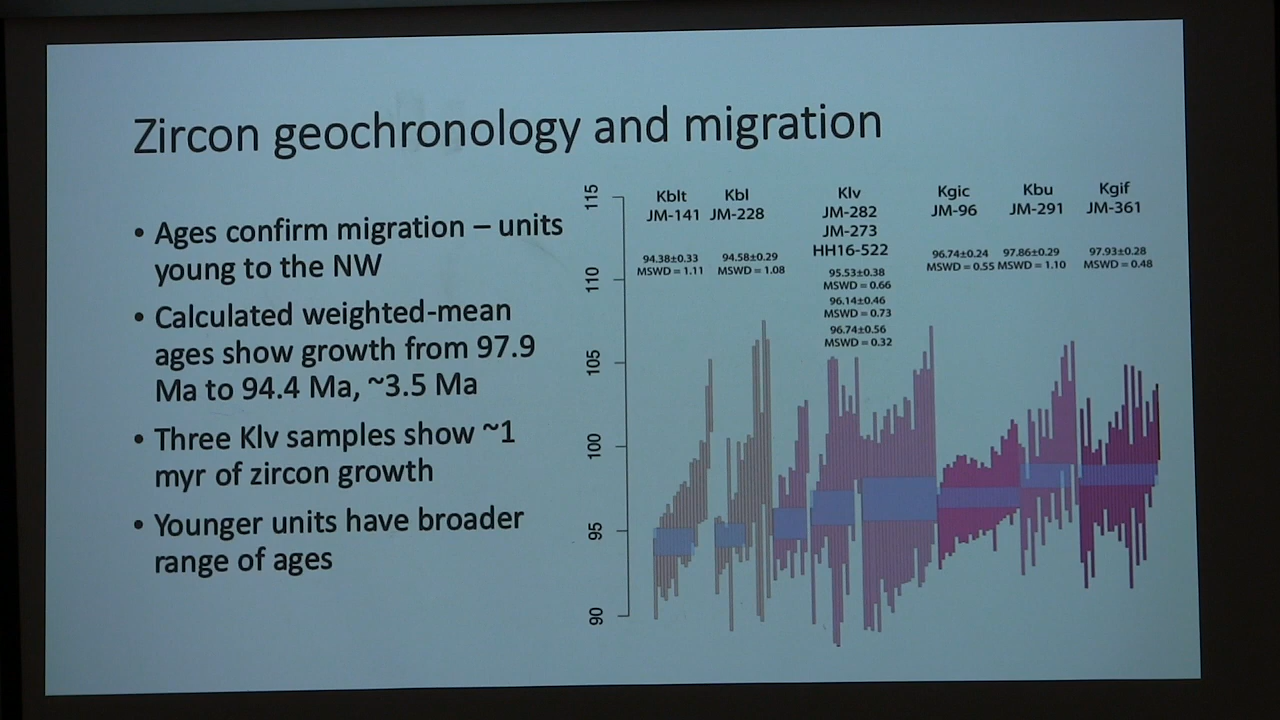 Zircon geochronology and migration
• Ages confirm migration – units
young to the NW
• Calculated weighted-mean
ages show growth from 97.9
Ma to 94.4 Ma, ~3.5 Ma
• Three Klv samples show ~1
myr of zircon growth
• Younger units have broader
range of ages
115
110
105
100
95
90
Kblt
JM-141
94.38±0.33
MSWD = 1.11
Kbl
JM-228
94.58±0.29
MSWD = 1.08
Klv
JM-282
JM-273
HH16-522
95.53±0.38
MSWD = 0.66
96.14±0.46
MSWD = 0.73
96.74±0.56
MSWD = 0.32
Kgic
JM-96
96.74±0.24
MSWD = 0.55
Kbu
JM-291
97.86±0.29
MSWD = 1.10
Kgif
JM-361
97.93±0.28
MSWD = 0.48